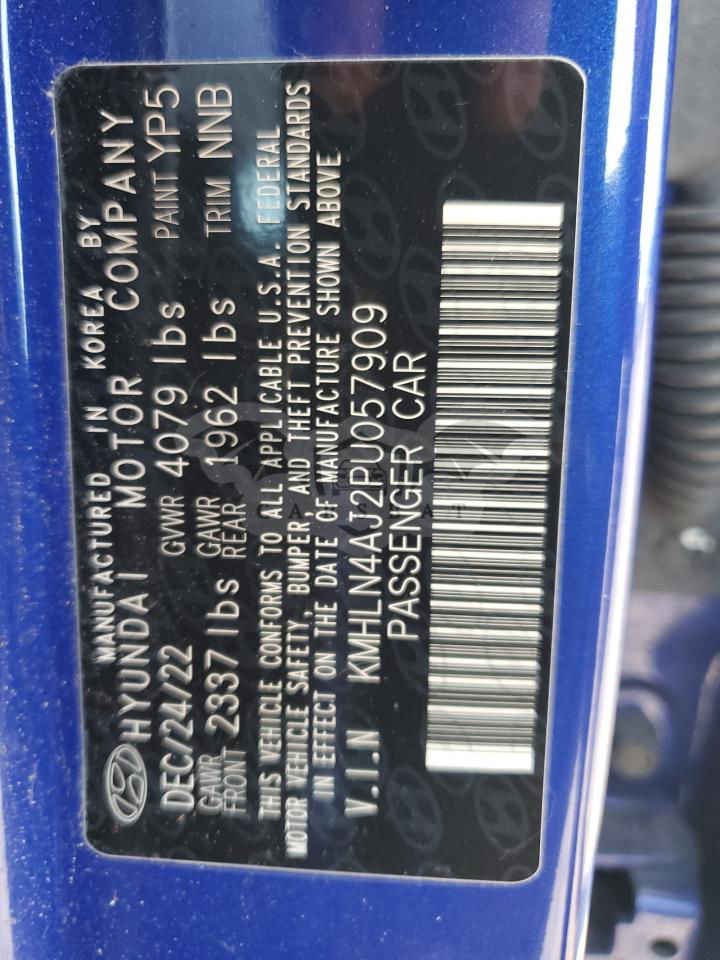 MANUFACTURED IN KOREA BY
HYUNDAI MOTOR COMPANY
DEC/24/22 GVWR 4079 lbs PAINT YP5
GAWR FRONT 2337 lbs GAWR REAR 1962 lbs TRIM NNB
THIS VEHICLE CONFORMS TO ALL APPLICABLE U.S.A. FEDERAL
MOTOR VEHICLE SAFETY, BUMPER, AND THEFT PREVENTION STANDARDS
IN EFFECT ON THE DATE OF MANUFACTURE SHOWN ABOVE
V.I.N KMHLN4AJ2PU057909
PASSENGER CAR